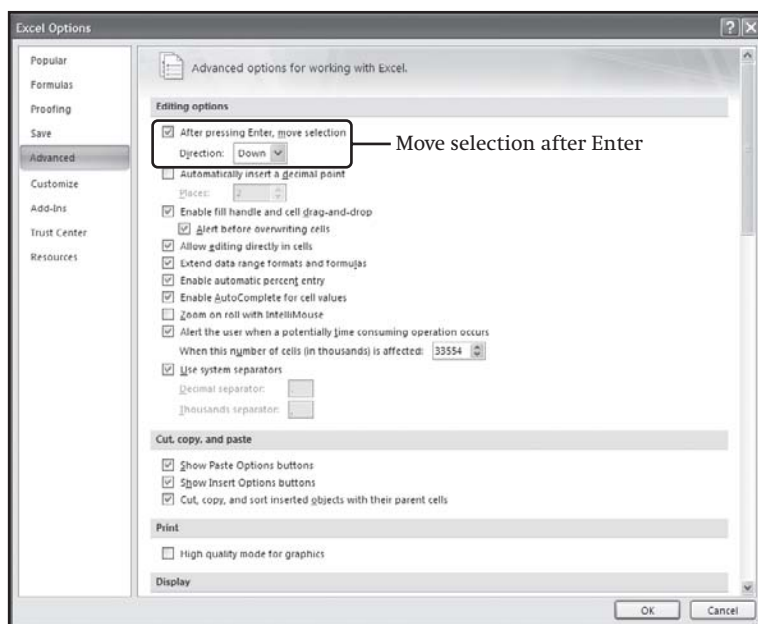 Excel Options
Popular
Formulas
Proofing
Save
Advanced
Customize
Add-Ins
Trust Center
Resources
Advanced options for working with Excel.
Editing options
After pressing Enter, move selection
Direction: Down
Move selection after Enter
Automatically insert a decimal point
Places: 2
Enable fill handle and cell drag-and-drop
Alert before overwriting cells
Allow editing directly in cells
Extend data range formats and formulas
Enable automatic percent entry
Enable AutoComplete for cell values
Zoom on roll with IntelliMouse
Alert the user when a potentially time consuming operation occurs
When this number of cells (in thousands) is affected: 33554
Use system separators
Decimal separator:
Thousands separator:
Cut, copy, and paste
Show Paste Options buttons
Show Insert Options buttons
Cut, copy, and sort inserted objects with their parent cells
Print
High quality mode for graphics
Display
OK Cancel